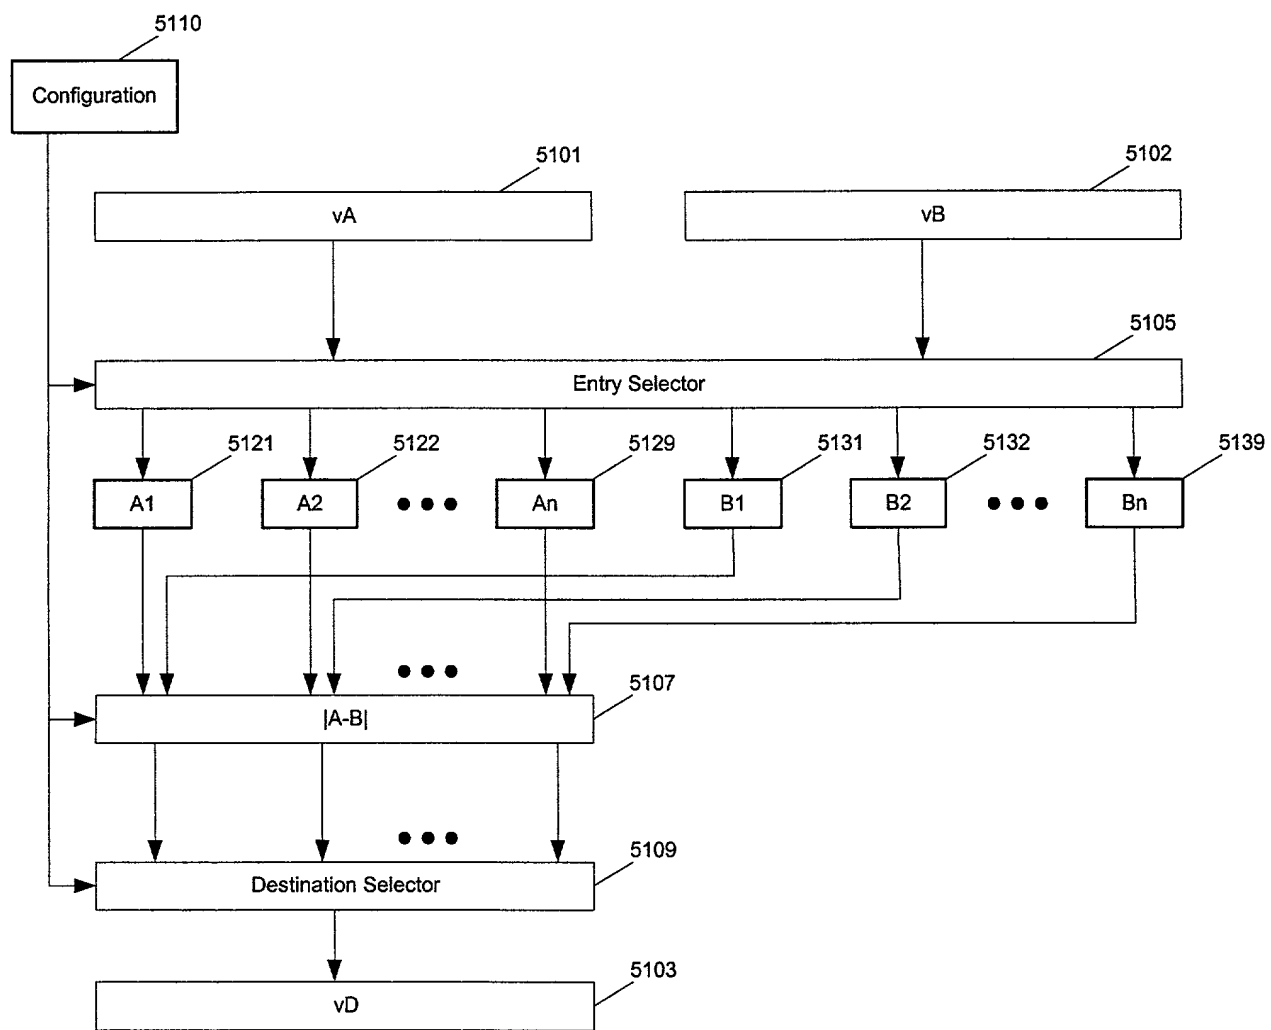 5110
Configuration
5101
5102
vA
vB
5105
Entry Selector
5121
5122
5129
5131
5132
5139
A1
A2
An
B1
B2
Bn
5107
|A-B|
5109
Destination Selector
5103
vD